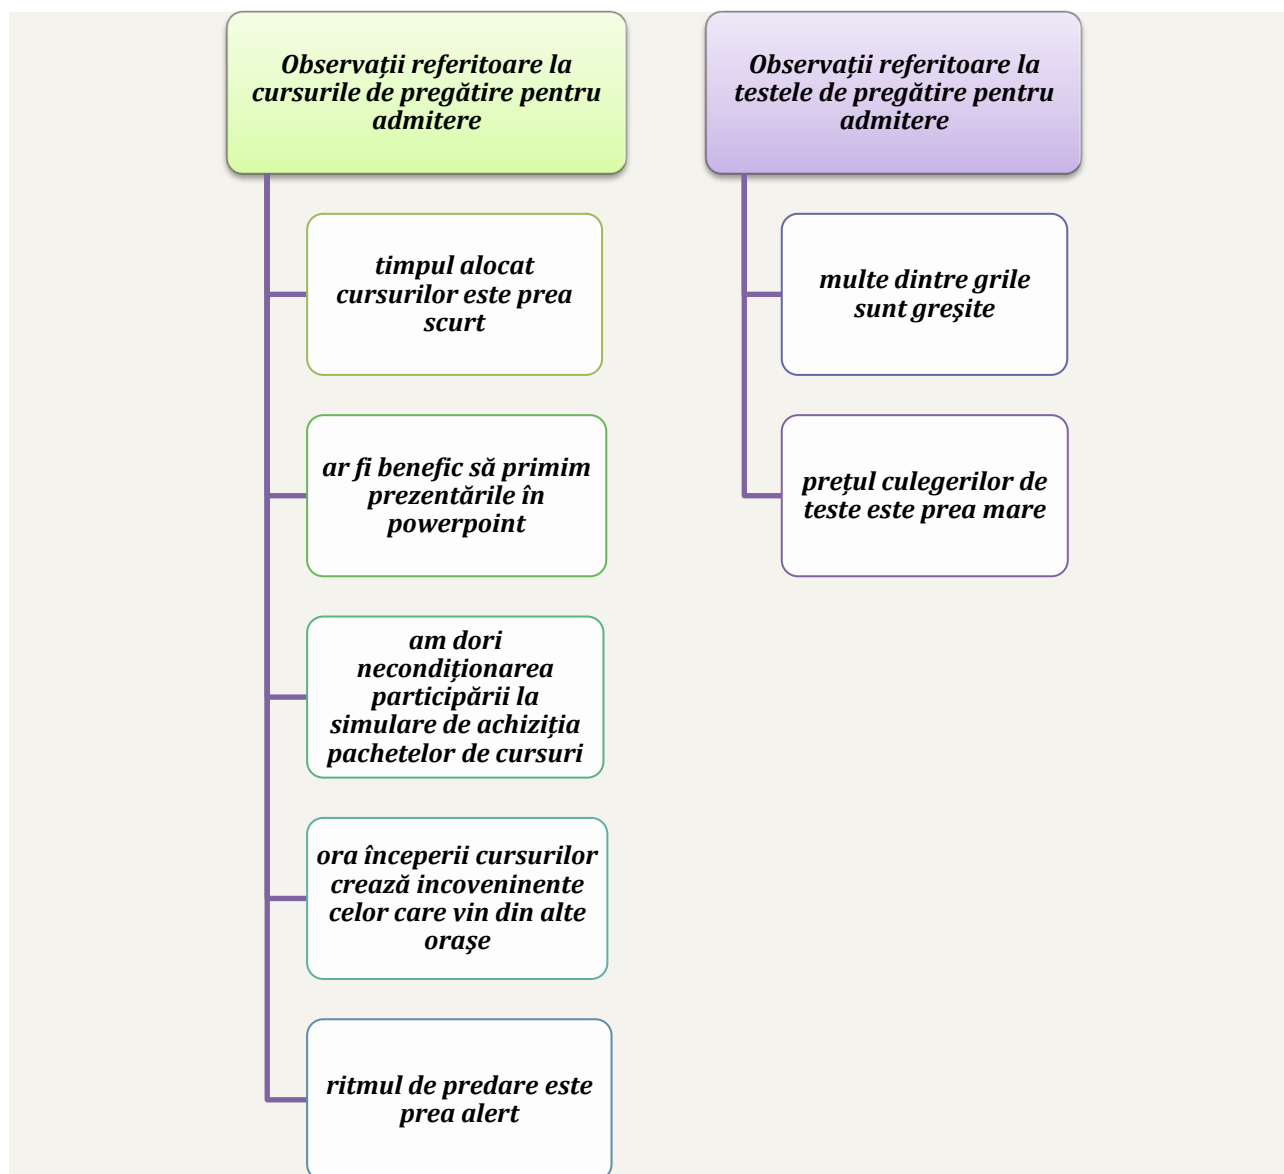 Observații referitoare la
cursurile de pregătire pentru
admitere
timpul alocat
cursurilor este prea
scurt
ar fi benefic să primim
prezentările în
powerpoint
am dori
necondiționarea
participării la
simulare de achiziția
pachetelor de cursuri
ora începerii cursurilor
crează incoveninente
celor care vin din alte
orașe
ritmul de predare este
prea alert
Observații referitoare la
testele de pregătire pentru
admitere
multe dintre grile
sunt greșite
prețul culegerilor de
teste este prea mare